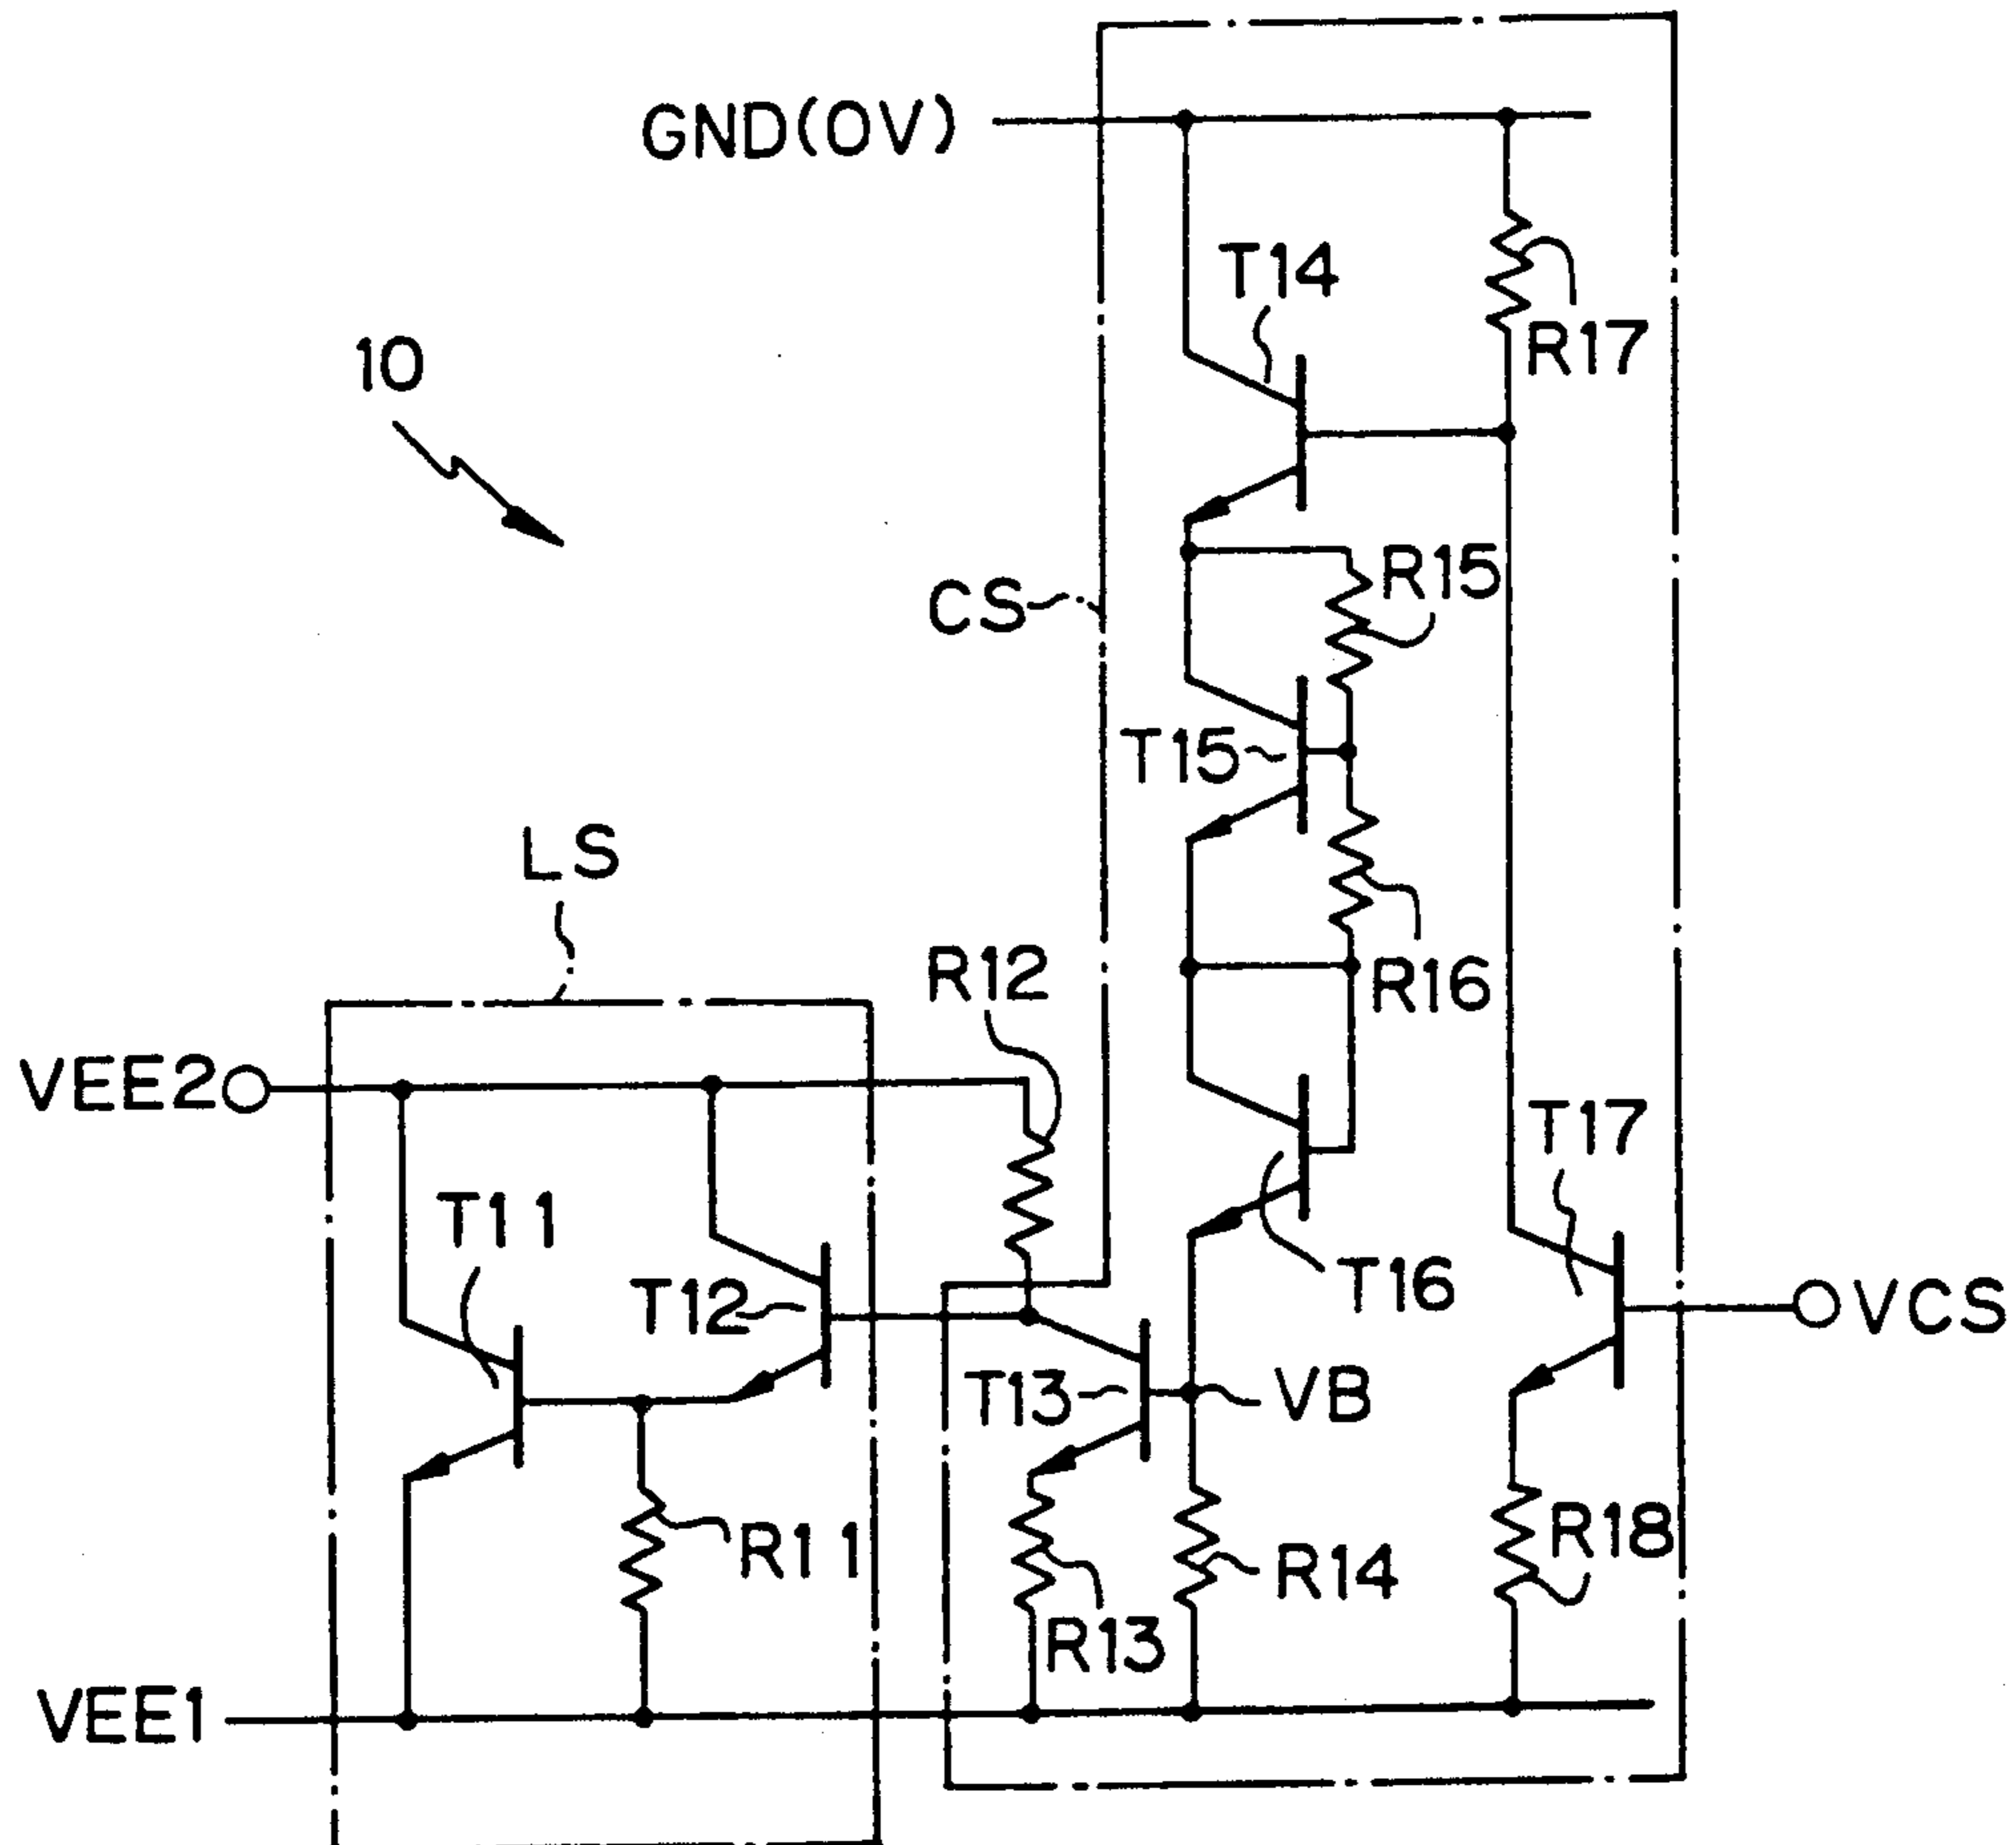 GND(0V)
T14
R17
10
R15
CS
T15
LS
R12
R16
VEE2
T17
T11
T12
T16
VCS
T13
VB
R11
R14
R18
R13
VEE1